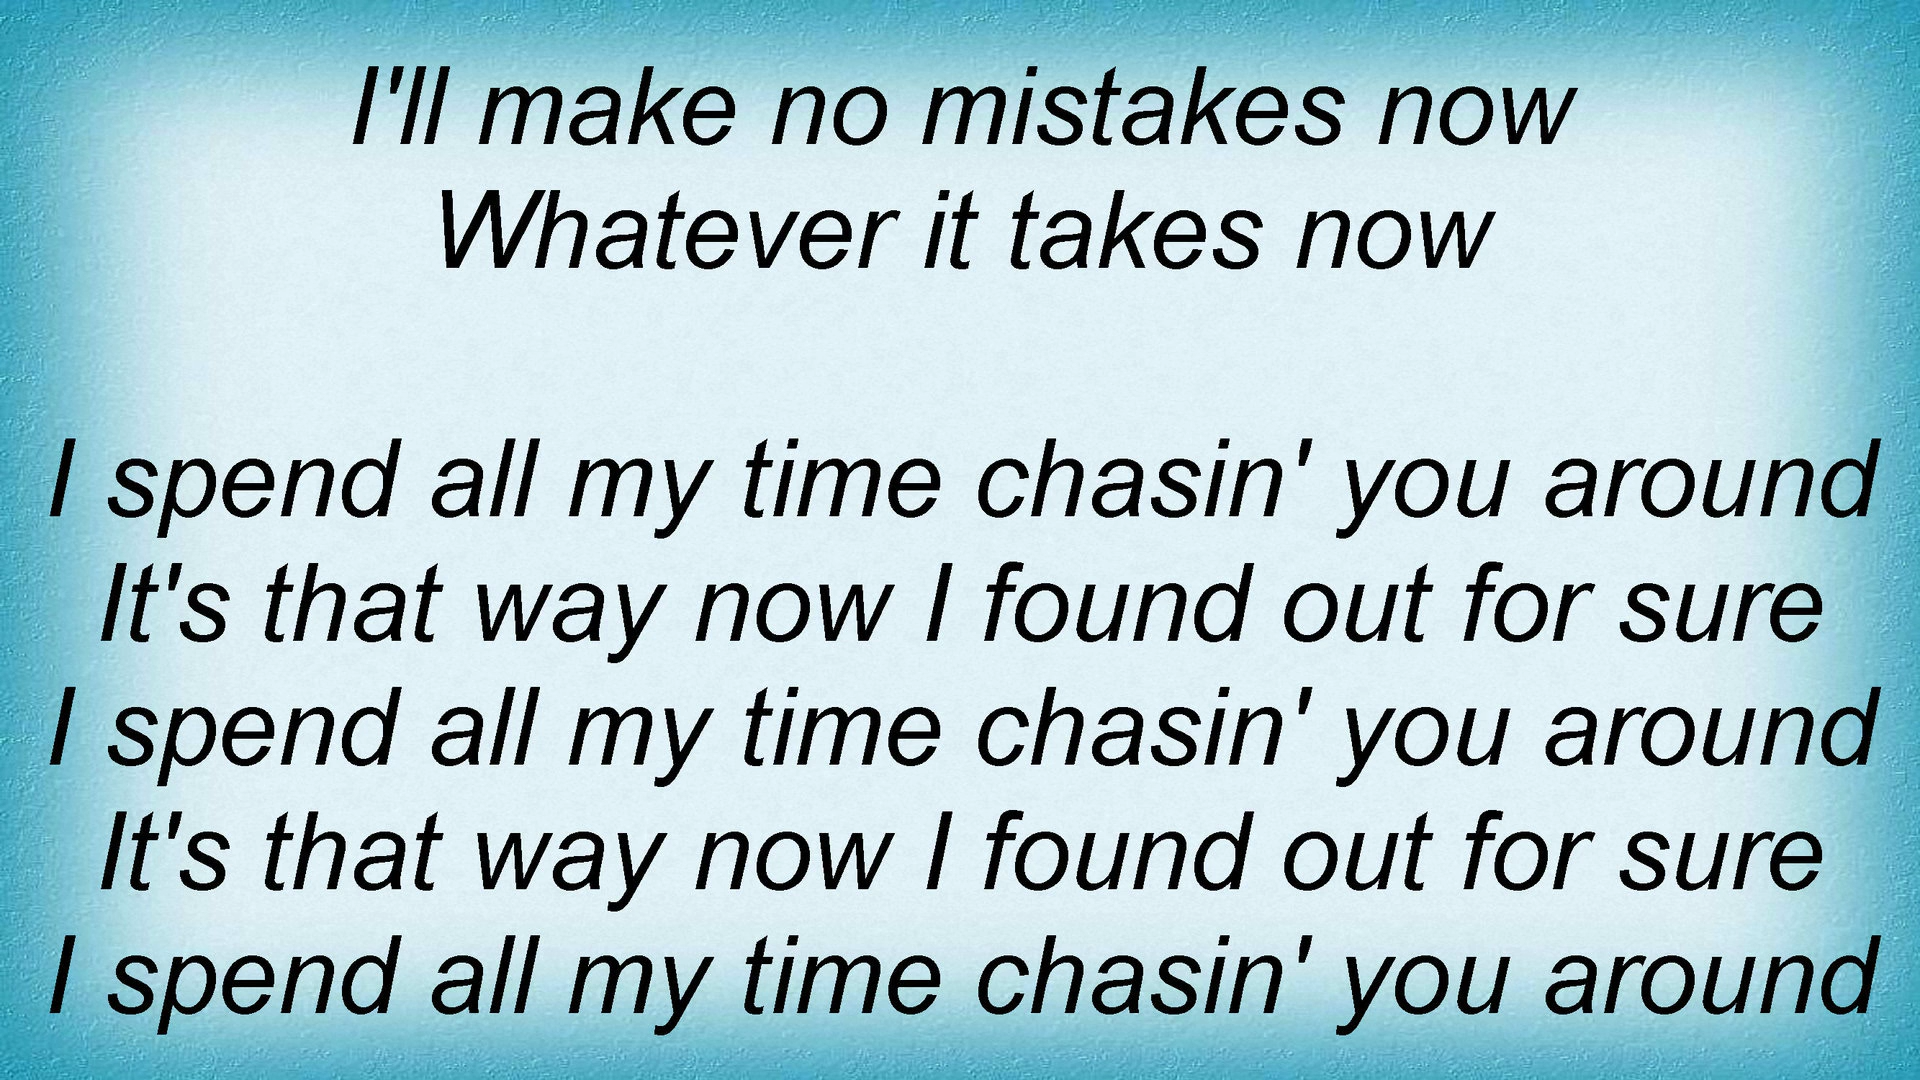 I'll make no mistakes now
Whatever it takes now
I spend all my time chasin' you around
It's that way now I found out for sure
I spend all my time chasin' you around
It's that way now I found out for sure
I spend all my time chasin' you around